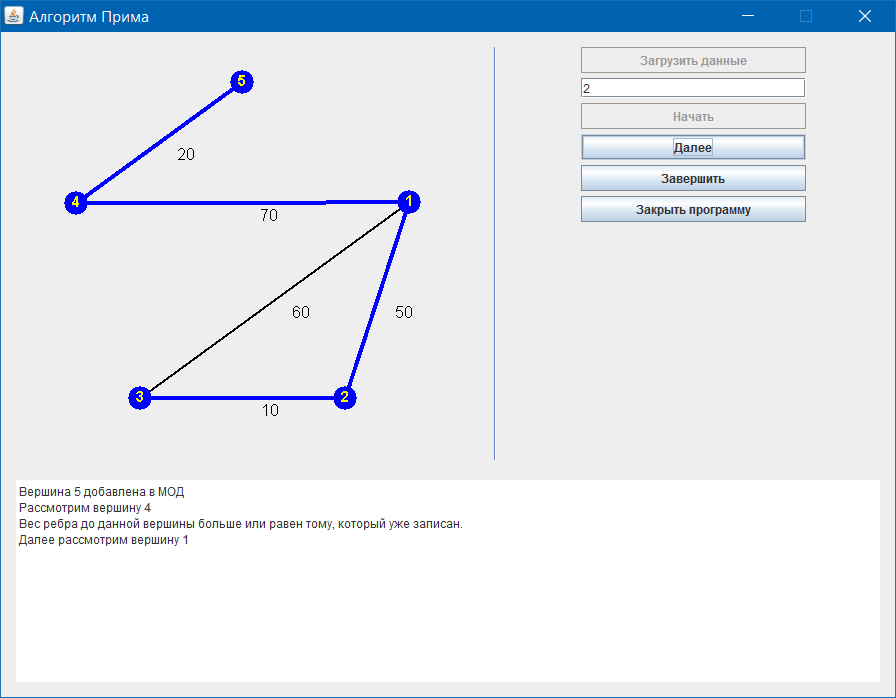 Алгоритм Прима
5
20
4
1
70
60
50
3
2
10
Загрузить данные
2
Начать
Далее
Завершить
Закрыть программу
Вершина 5 добавлена в МОД
Рассмотрим вершину 4
Вес ребра до данной вершины больше или равен тому, который уже записан.
Далее рассмотрим вершину 1